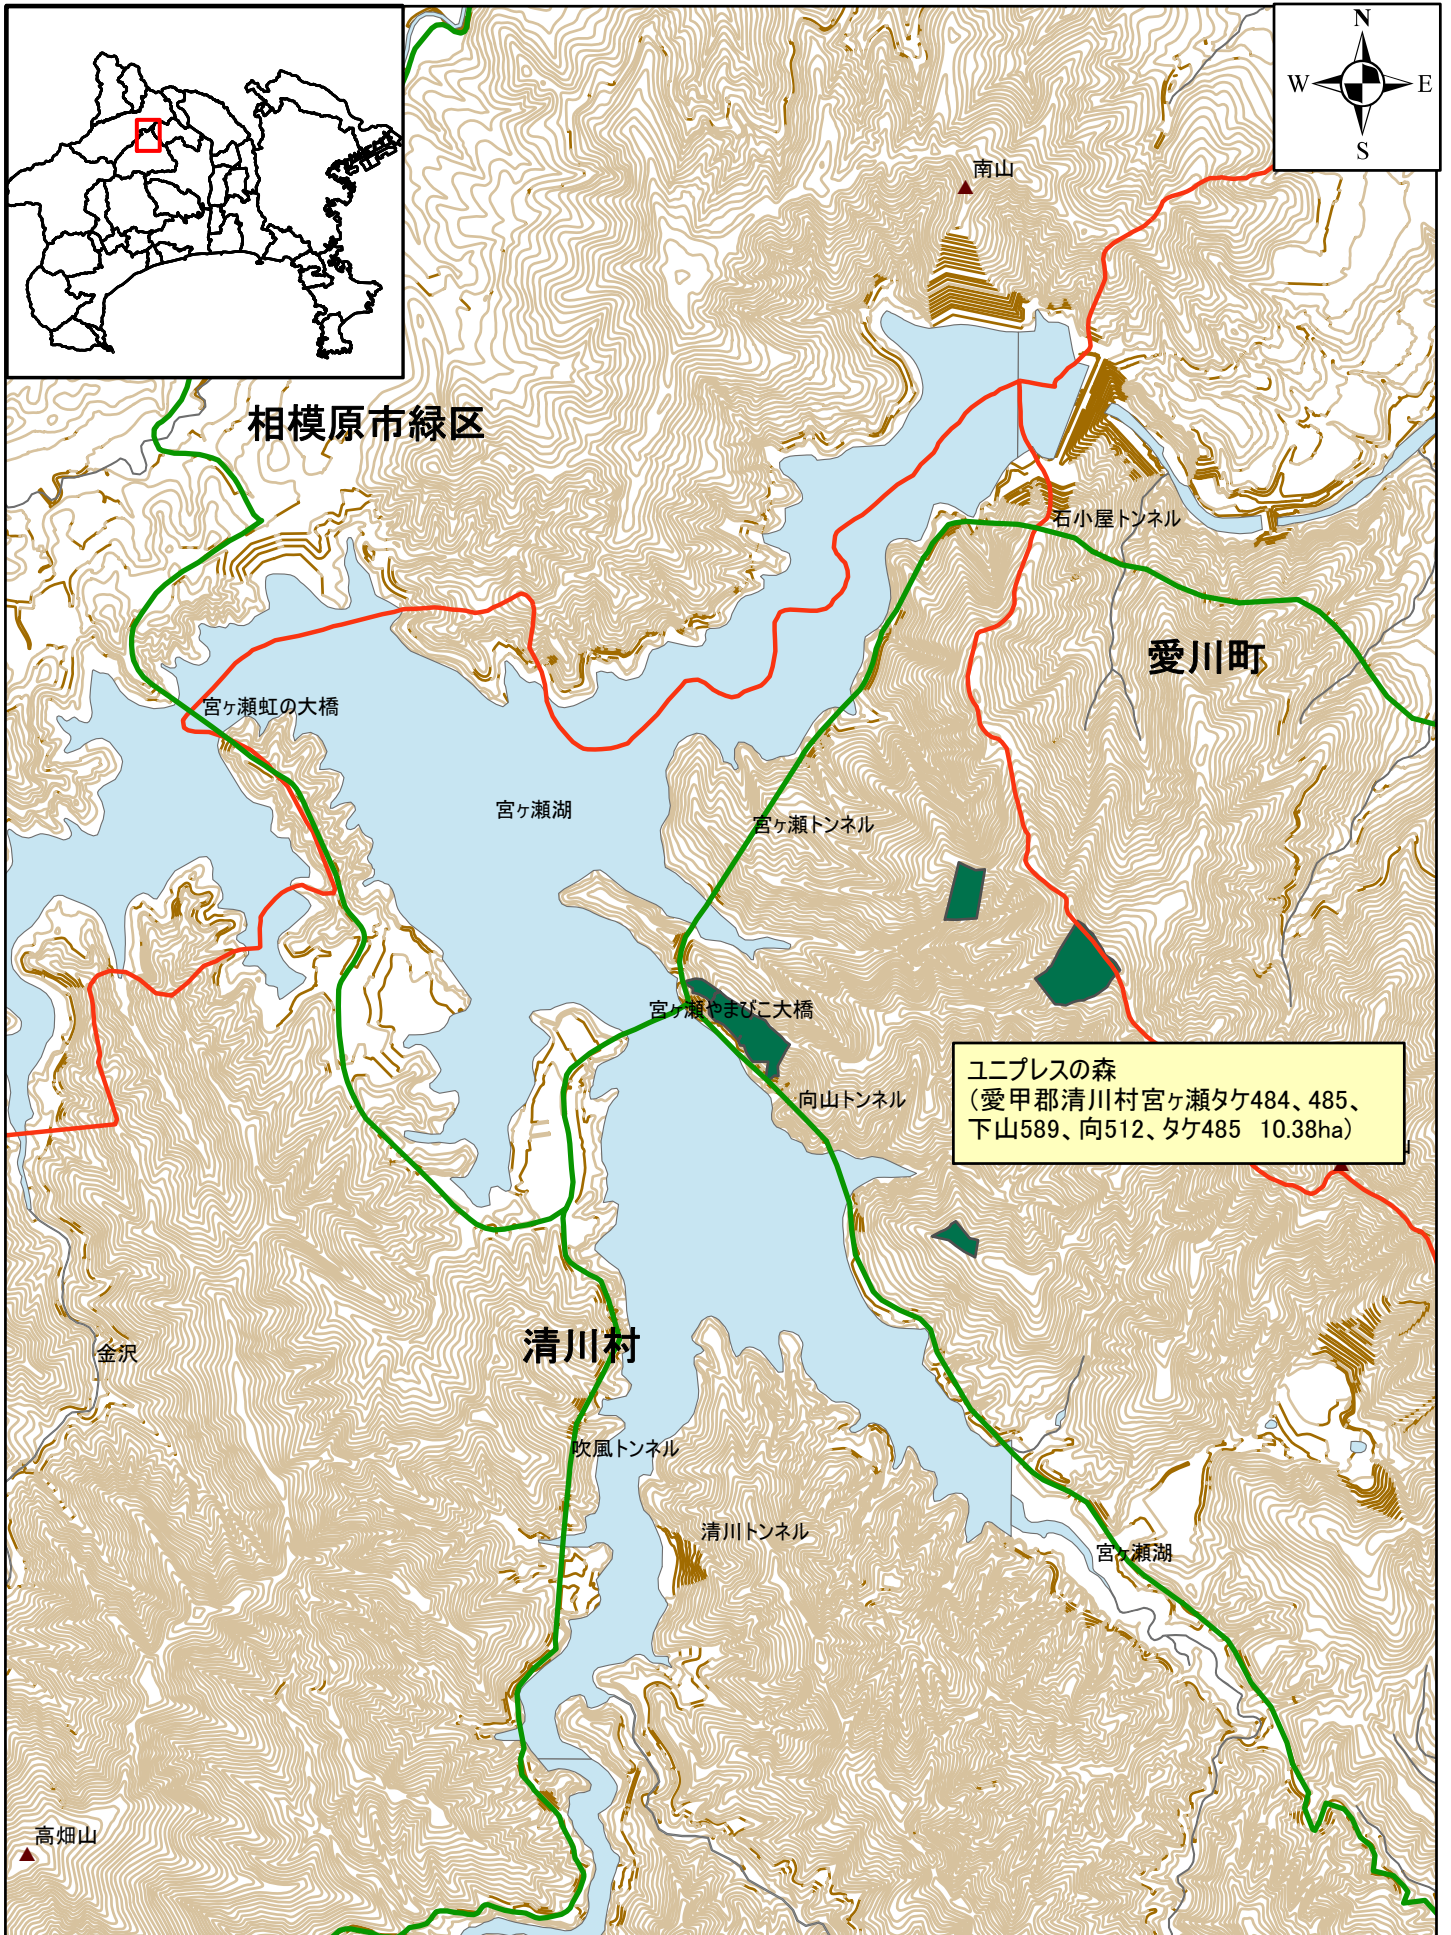 N
W E
S
南山
相模原市緑区
石小屋トンネル
愛川町
宮ヶ瀬虹の大橋
宮ヶ瀬湖
宮ヶ瀬トンネル
宮ヶ瀬やまびこ大橋
ユニプレスの森
（愛甲郡清川村宮ヶ瀬タケ484、485、
下山589、向512、タケ485　10.38ha）
向山トンネル
清川村
金沢
吹風トンネル
清川トンネル
宮ヶ瀬湖
高畑山